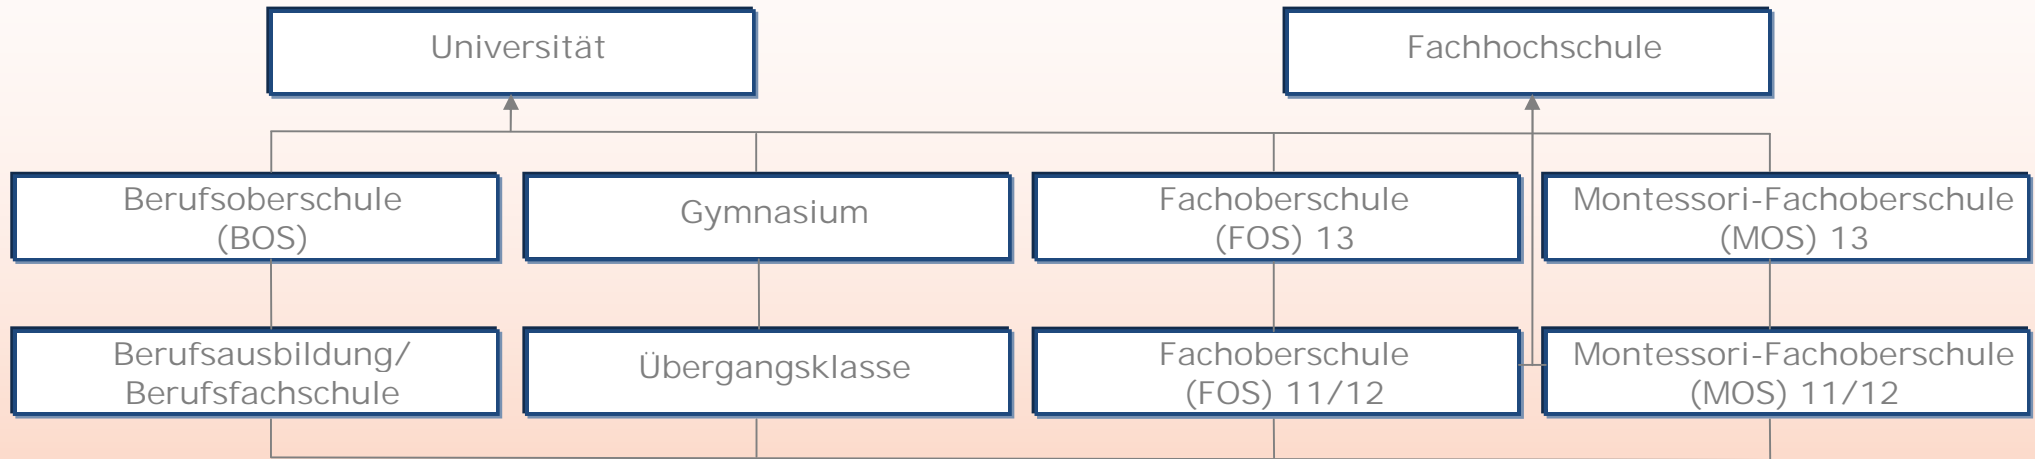 Universität
Fachhochschule
Berufsoberschule
(BOS)
Gymnasium
Fachoberschule
(FOS) 13
Montessori-Fachoberschule
(MOS) 13
Berufsausbildung/
Berufsfachschule
Übergangsklasse
Fachoberschule
(FOS) 11/12
Montessori-Fachoberschule
(MOS) 11/12